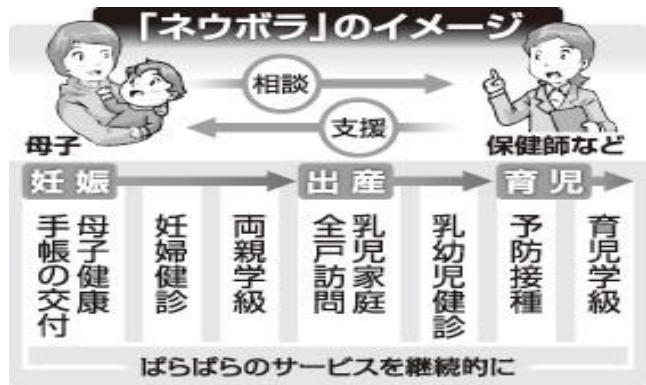 「ネウボラ」のイメージ
相談
支援
母子
保健師など
妊娠
出産
育児
母子健康
手帳の交付
妊婦健診
両親学級
乳児家庭
全戸訪問
乳幼児健診
予防接種
育児学級
ばらばらのサービスを継続的に